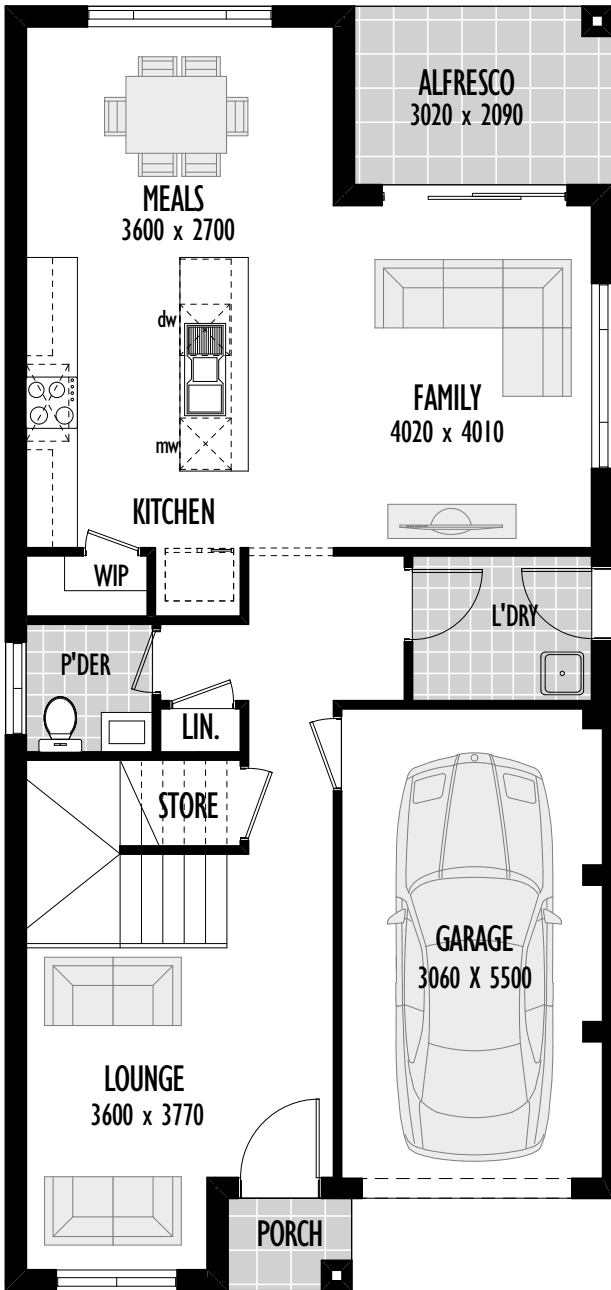 ALFRESCO
3020 x 2090
MEALS
3600 x 2700
dw
FAMILY
4020 x 4010
mw
KITCHEN
WIP
L'DRY
P'DER
LIN.
STORE
GARAGE
3060 X 5500
LOUNGE
3600 x 3770
PORCH